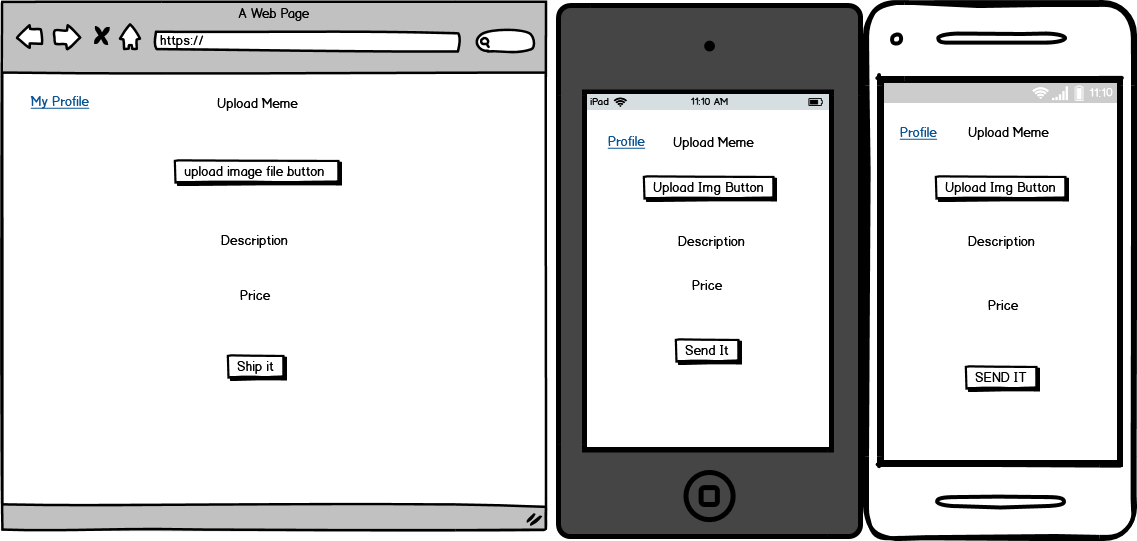 A Web Page
https://
My Profile
Upload Meme
upload image file button
Description
Price
Ship it
iPad
11:10 AM
Profile
Upload Meme
Upload Img Button
Description
Price
Send It
11:10
Profile
Upload Meme
Upload Img Button
Description
Price
SEND IT